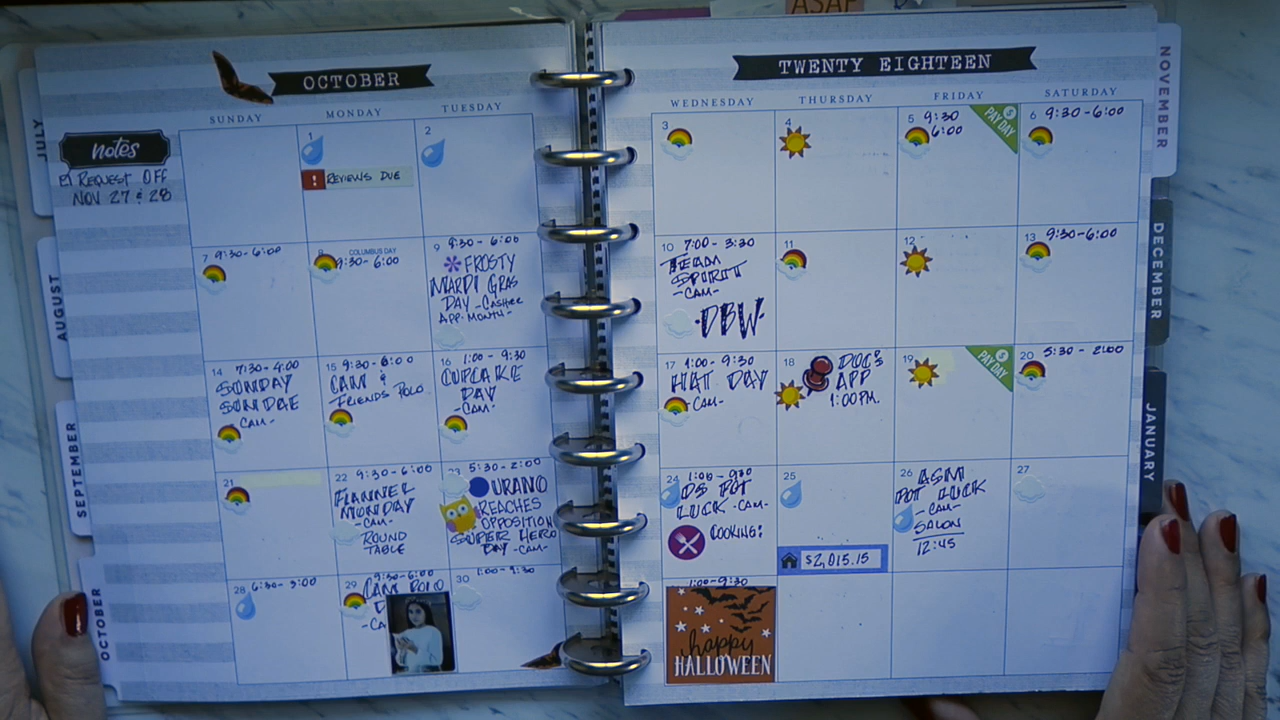 ASAP
OCTOBER
TWENTY EIGHTEEN
SUNDAY MONDAY TUESDAY WEDNESDAY THURSDAY FRIDAY SATURDAY
notes
REQUEST OFF
NOV 27 & 28
1
REVIEWS DUE
2
3
4
5 9:30
6:00
PAY DAY
6 9:30-6:00
7 9:30-6:00
8 COLUMBUS DAY
9:30-6:00
9 9:30-6:00
FROSTY
MARDI GRAS
DAY -CASHEE
APP. MONTH-
10 7:00-3:30
TEAM
SPIRIT
-CAM-
DBW
11
12
13 9:30-6:00
14 7:30-4:00
SUNDAY
SUNDAE
-CAM-
15 9:30-6:00
CAM &
FRIENDS POLO
16 1:00-9:30
CUPCAKE
DAY
-CAM-
17 1:00-9:30
HAT DAY
-CAM-
18 DOC'S
APP
1:00PM.
19
PAY DAY
20 5:30-2:00
21
22 9:30-6:00
FLANNEL
MONDAY
-CAM-
ROUND
TABLE
23 5:30-2:00
URANO
REACHES
OPPOSITION
SUPER HERO
DAY -CAM-
24 1:00-9:30
DS POT
LUCK -CAM-
COOKING!
25
$2,015.15
26 ASM
POT LUCK
-CAM-
SALON
12:45
27
28 6:30-3:00
29 9:30-6:00
CAM POLO
30 1:00-9:30
1:00-9:30
happy
HALLOWEEN
JULY
AUGUST
SEPTEMBER
OCTOBER
NOVEMBER
DECEMBER
JANUARY